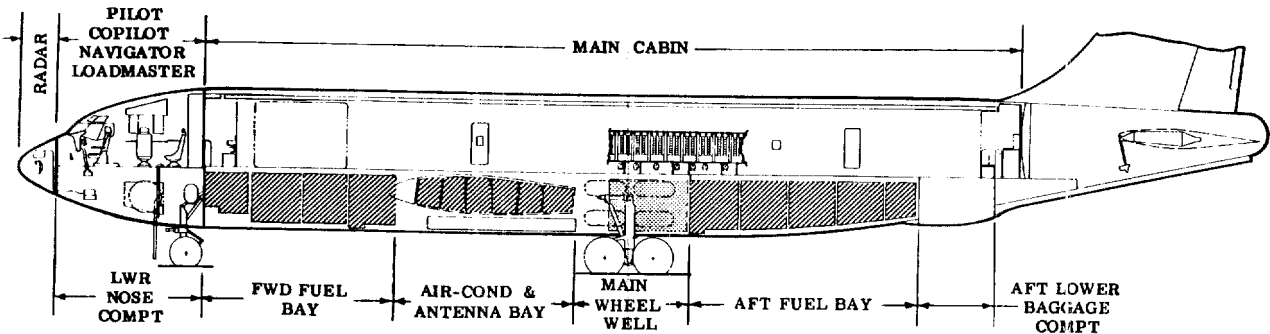 PILOT
COPILOT
NAVIGATOR
LOADMASTER
RADAR
MAIN CABIN
LWR
NOSE
COMPT
FWD FUEL
BAY
AIR-COND &
ANTENNA BAY
MAIN
WHEEL
WELL
AFT FUEL BAY
AFT LOWER
BAGGAGE
COMPT